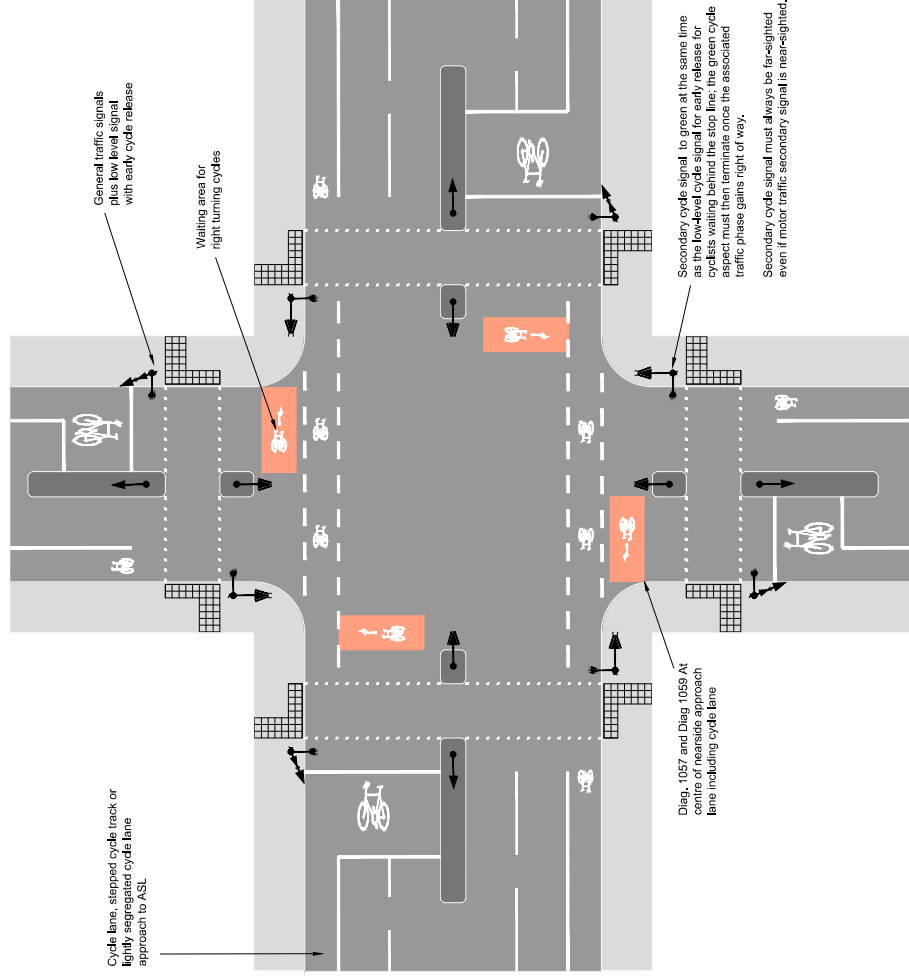 Cycle lane, stepped cycle track or
lightly segregated cycle lane
approach to ASL
General traffic signals
plus low level signal
with early cycle release
Waiting area for
right turning cycles
Diag. 1057 and Diag 1059 At
centre of nearside approach
lane including cycle lane
Secondary cycle signal to green at the same time
as the low-level cycle signal for early release for
cyclists waiting behind the stop line; the green cycle
aspect must then terminate once the associated
traffic phase gains right of way.
Secondary cycle signal must always be far-sighted
even if motor traffic secondary signal is near-sighted.